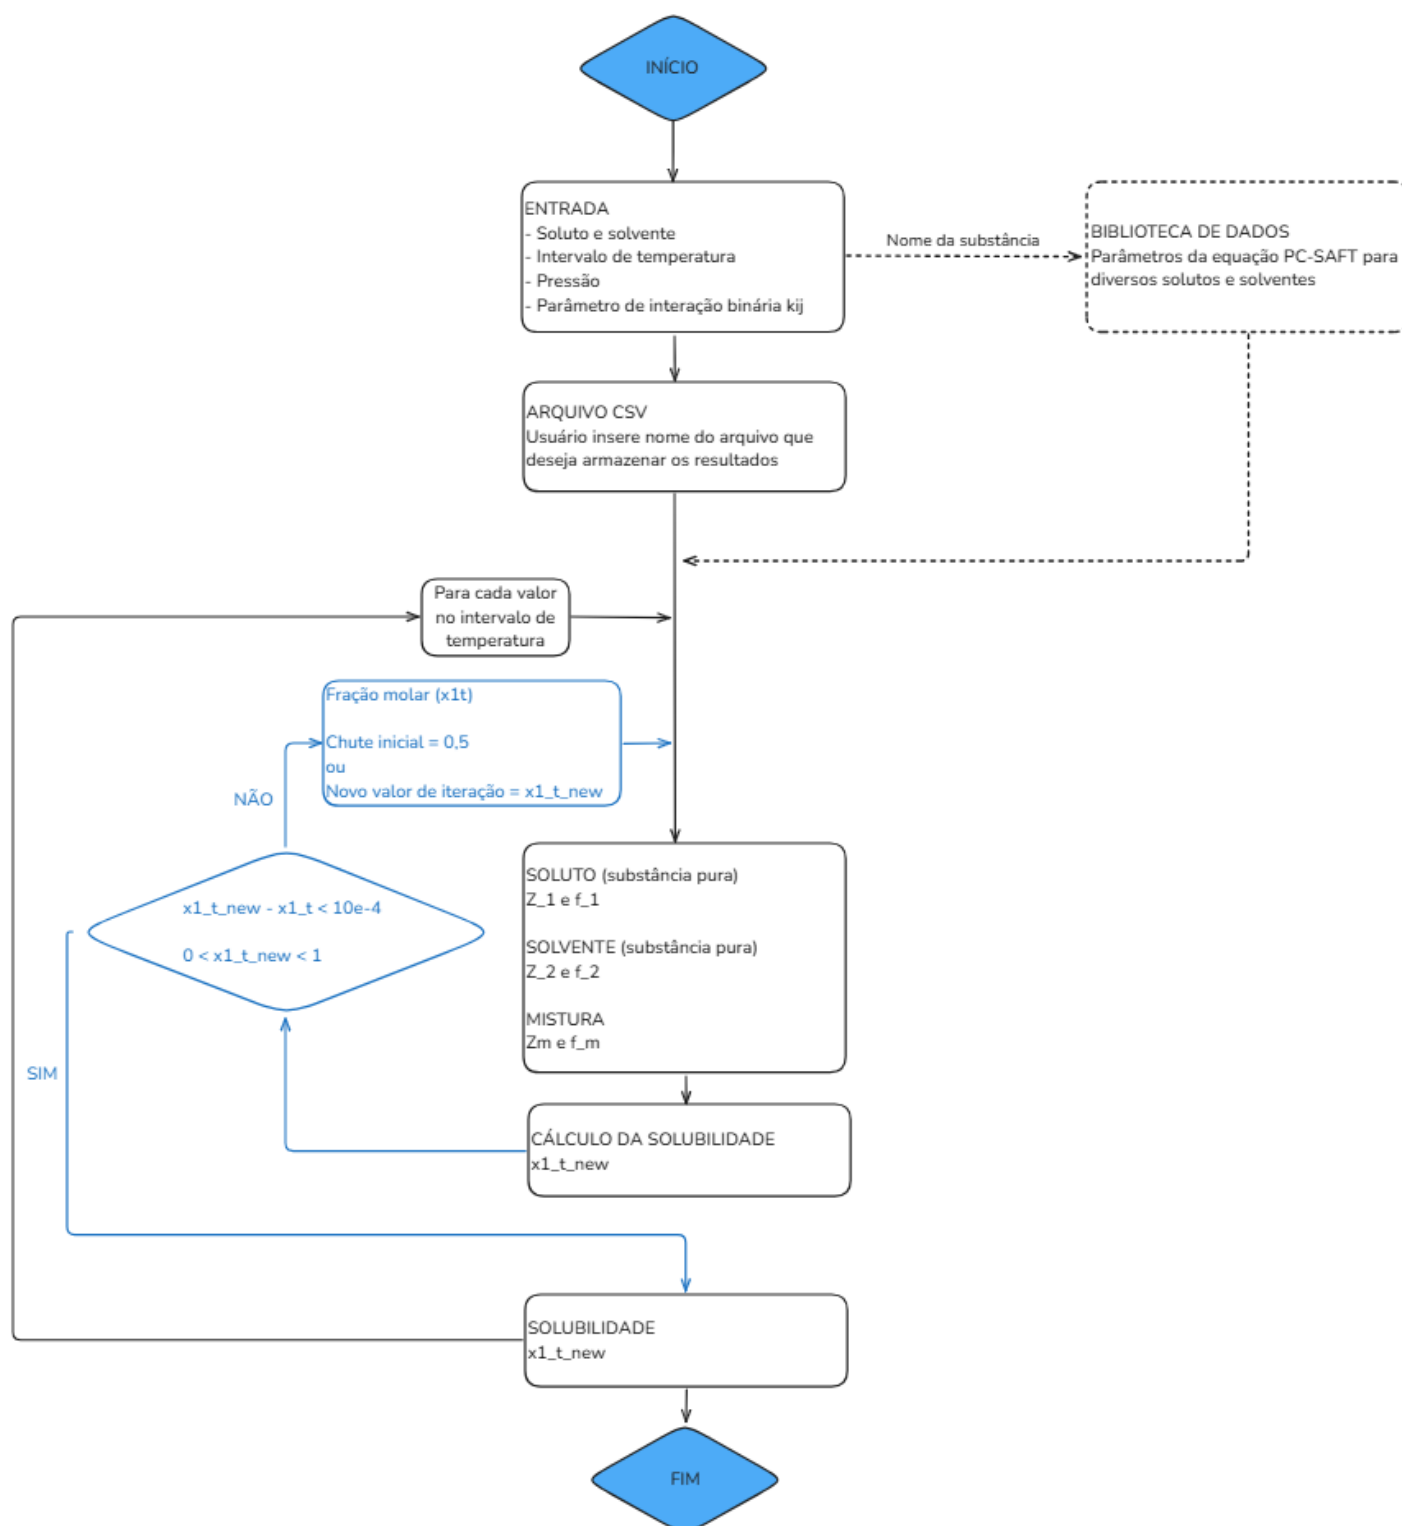 INÍCIO
ENTRADA
- Soluto e solvente
- Intervalo de temperatura
- Pressão
- Parâmetro de interação binária kij
Nome da substância
BIBLIOTECA DE DADOS
Parâmetros da equação PC-SAFT para
diversos solutos e solventes
ARQUIVO CSV
Usuário insere nome do arquivo que
deseja armazenar os resultados
Para cada valor
no intervalo de
temperatura
Fração molar (x1t)
Chute inicial = 0,5
ou
Novo valor de iteração = x1_t_new
NÃO
x1_t_new - x1_t < 10e-4
0 < x1_t_new < 1
SIM
SOLUTO (substância pura)
Z_1 e f_1
SOLVENTE (substância pura)
Z_2 e f_2
MISTURA
Zm e f_m
CÁLCULO DA SOLUBILIDADE
x1_t_new
SOLUBILIDADE
x1_t_new
FIM